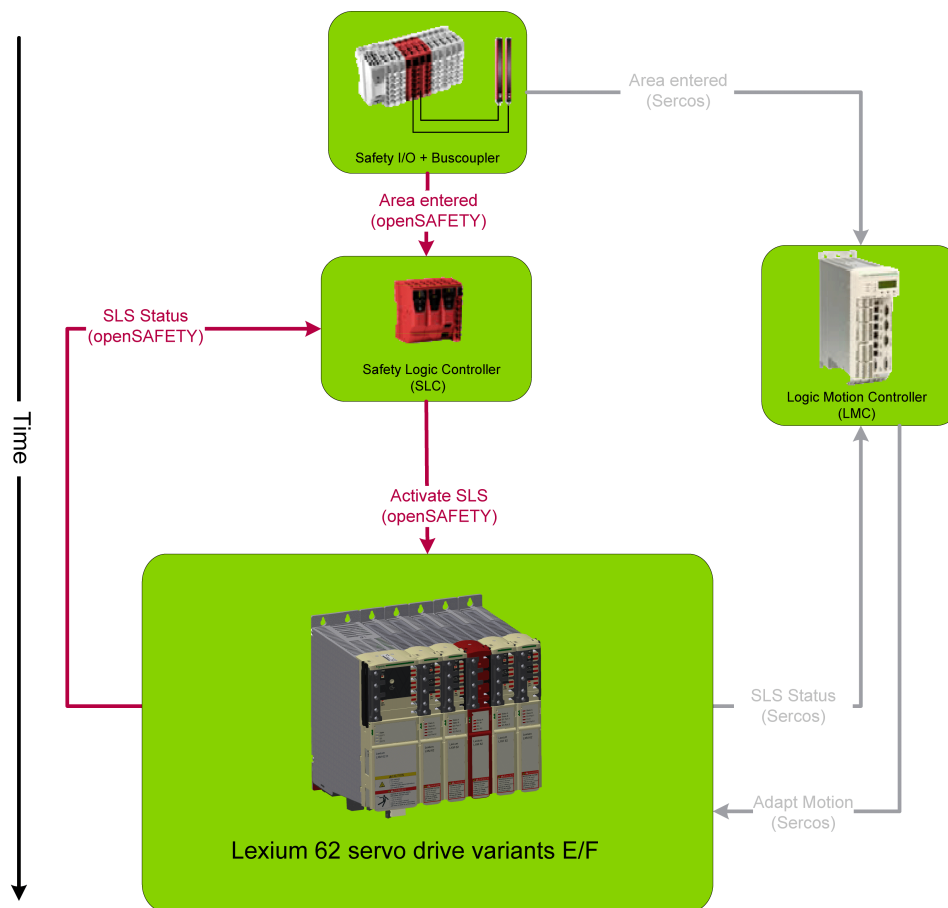 Area entered
(Sercos)
Safety I/O + Buscoupler
Area entered
(openSAFETY)
SLS Status
(openSAFETY)
Safety Logic Controller
(SLC)
Logic Motion Controller
(LMC)
Time
Activate SLS
(openSAFETY)
SLS Status
(Sercos)
Adapt Motion
(Sercos)
Lexium 62 servo drive variants E/F